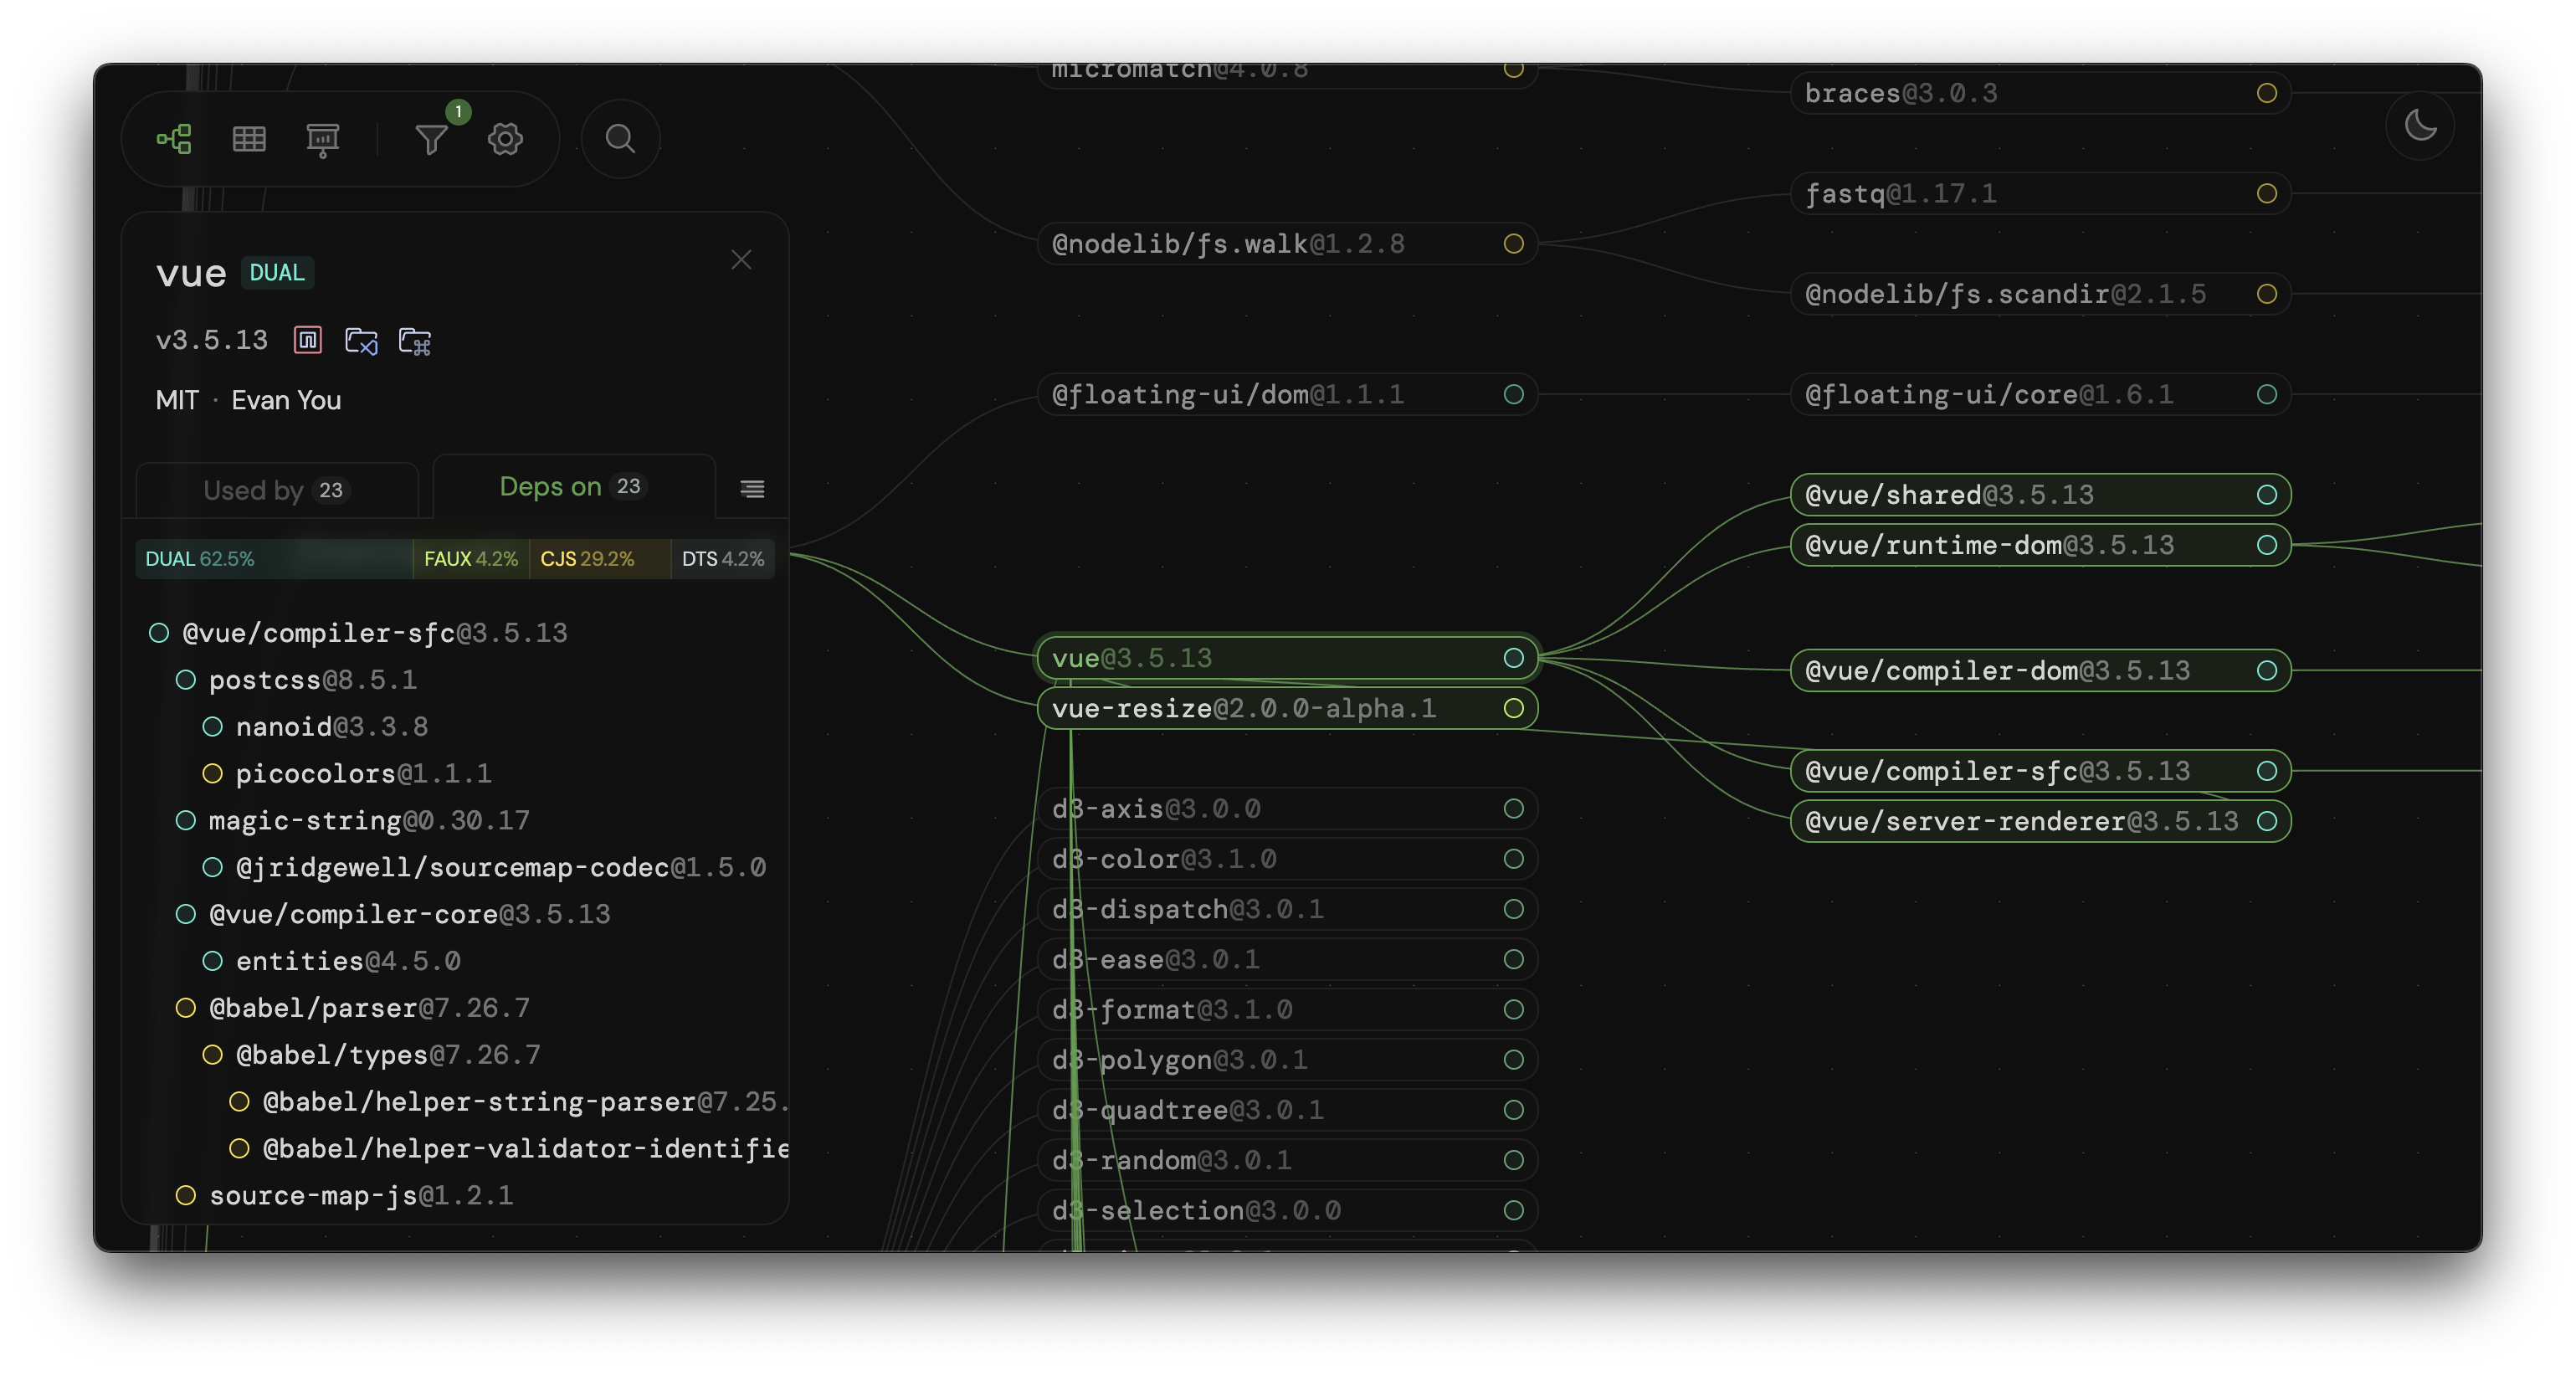 1
vue DUAL
v3.5.13
MIT · Evan You
Used by 23
Deps on 23
DUAL 62.5% FAUX 4.2% CJS 29.2% DTS 4.2%
@vue/compiler-sfc@3.5.13
postcss@8.5.1
nanoid@3.3.8
picocolors@1.1.1
magic-string@0.30.17
@jridgewell/sourcemap-codec@1.5.0
@vue/compiler-core@3.5.13
entities@4.5.0
@babel/parser@7.26.7
@babel/types@7.26.7
@babel/helper-string-parser@7.25.
@babel/helper-validator-identifie
source-map-js@1.2.1
micromatch@4.0.8
@nodelib/fs.walk@1.2.8
@floating-ui/dom@1.1.1
vue@3.5.13
vue-resize@2.0.0-alpha.1
d3-axis@3.0.0
d3-color@3.1.0
d3-dispatch@3.0.1
d3-ease@3.0.1
d3-format@3.1.0
d3-polygon@3.0.1
d3-quadtree@3.0.1
d3-random@3.0.1
d3-selection@3.0.0
braces@3.0.3
fastq@1.17.1
@nodelib/fs.scandir@2.1.5
@floating-ui/core@1.6.1
@vue/shared@3.5.13
@vue/runtime-dom@3.5.13
@vue/compiler-dom@3.5.13
@vue/compiler-sfc@3.5.13
@vue/server-renderer@3.5.13